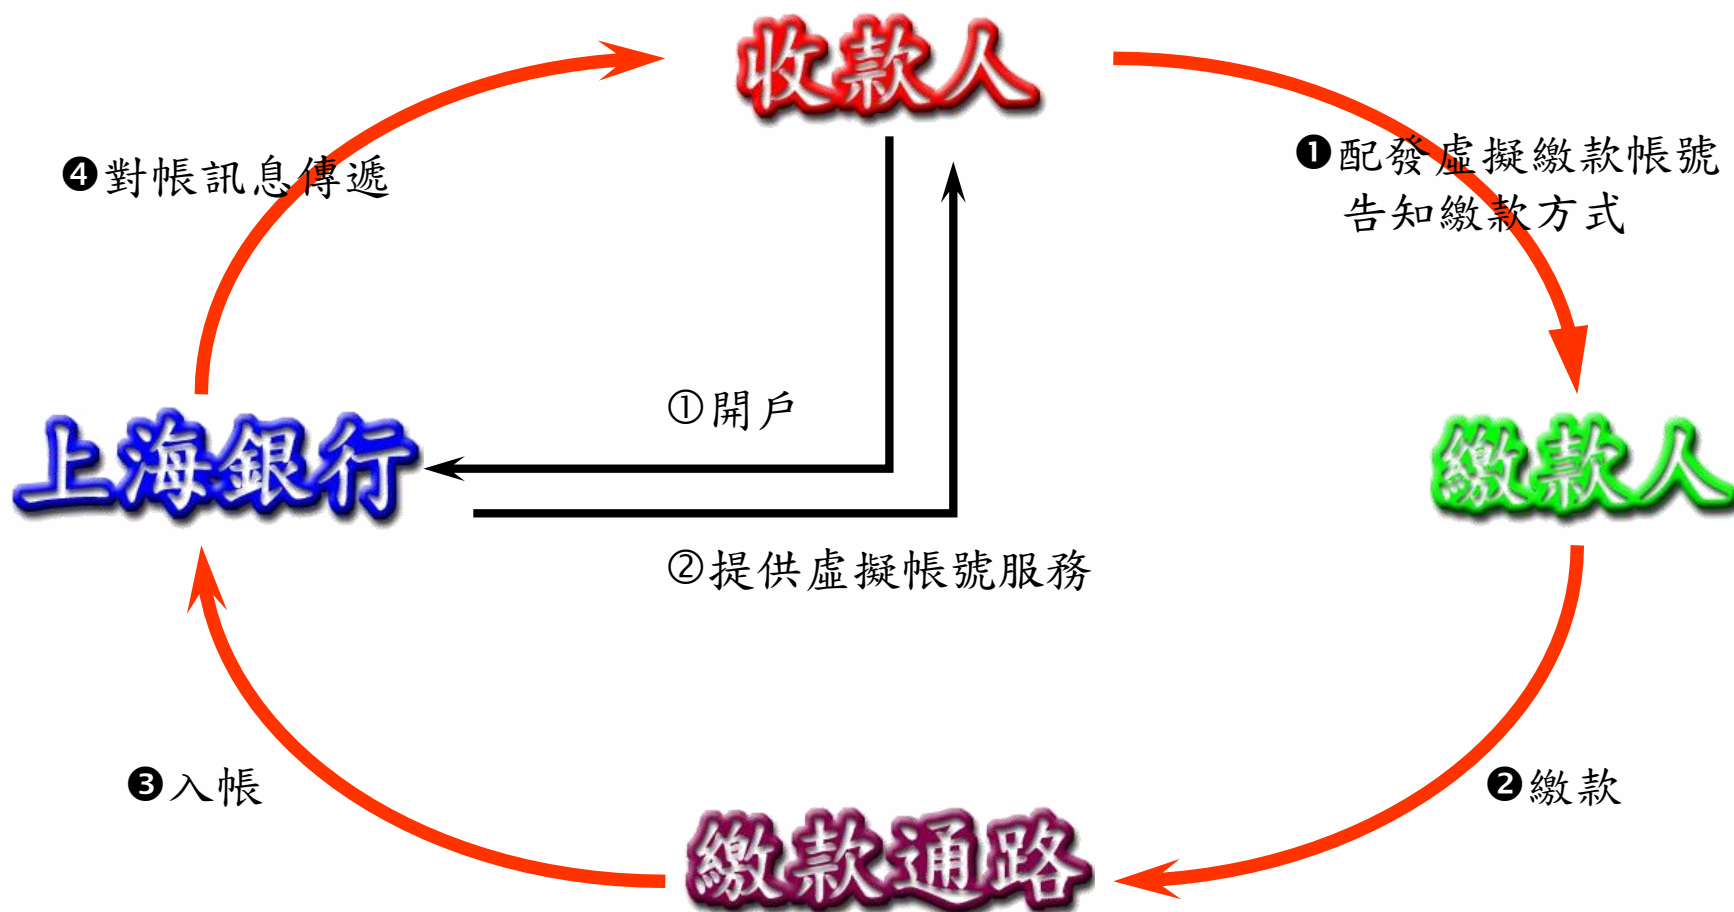 收款人
❹對帳訊息傳遞
❶配發虛擬繳款帳號
告知繳款方式
①開戶
上海銀行
繳款人
②提供虛擬帳號服務
❸入帳
❷繳款
繳款通路